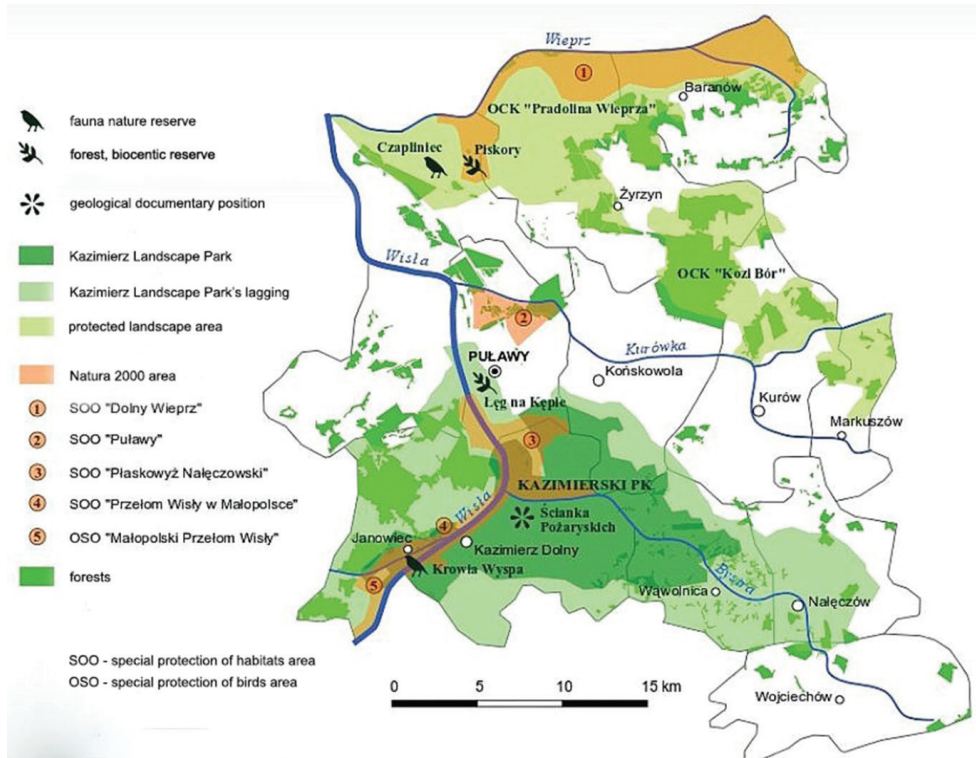 fauna nature reserve
forest, biocentic reserve
geological documentary position
Kazimierz Landscape Park
Kazimierz Landscape Park's lagging
protected landscape area
Natura 2000 area
1 SOO "Dolny Wieprz"
2 SOO "Puławy"
3 SOO "Płaskowyż Nałęczowski"
4 SOO "Przełom Wisły w Małopolsce"
5 OSO "Małopolski Przełom Wisły"
forests
SOO - special protection of habitats area
OSO - special protection of birds area
Wieprz
1
Baranów
OCK "Pradolina Wieprza"
Czapliniec
Piskory
Żyrzyn
Wisła
OCK "Kozi Bór"
2
Kurówka
PUŁAWY
Końskowola
Łęg na Kępie
Kurów
Markuszów
3
KAZIMIERSKI PK
Wisła
4
Ścianka
Pożaryskich
Janowiec
Kazimierz Dolny
Krowia Wyspa
5
Bystra
Wąwolnica
Nałęczów
Wojciechów
0 5 10 15 km